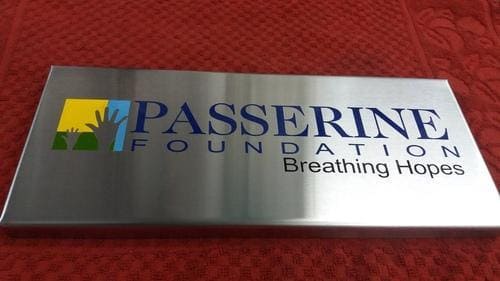 PASSERINE
FOUNDATION
Breathing Hopes